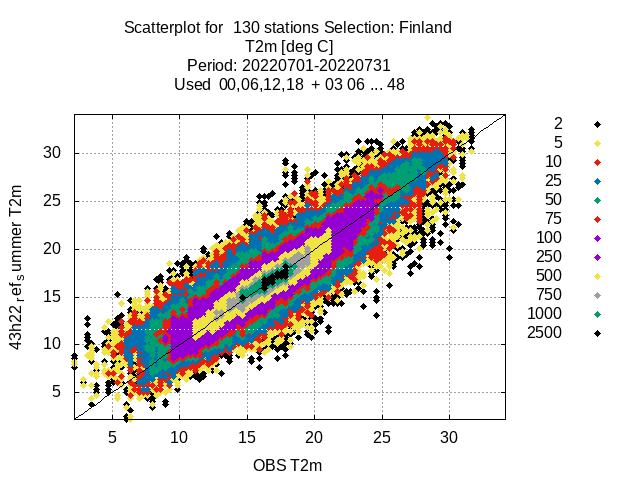 Scatterplot for 130 stations Selection: Finland
T2m [deg C]
Period: 20220701-20220731
Used 00,06,12,18 + 03 06 ... 48
43h22_ref_summer T2m
30
25
20
15
10
5
5 10 15 20 25 30
OBS T2m
2
5
10
25
50
75
100
250
500
750
1000
2500